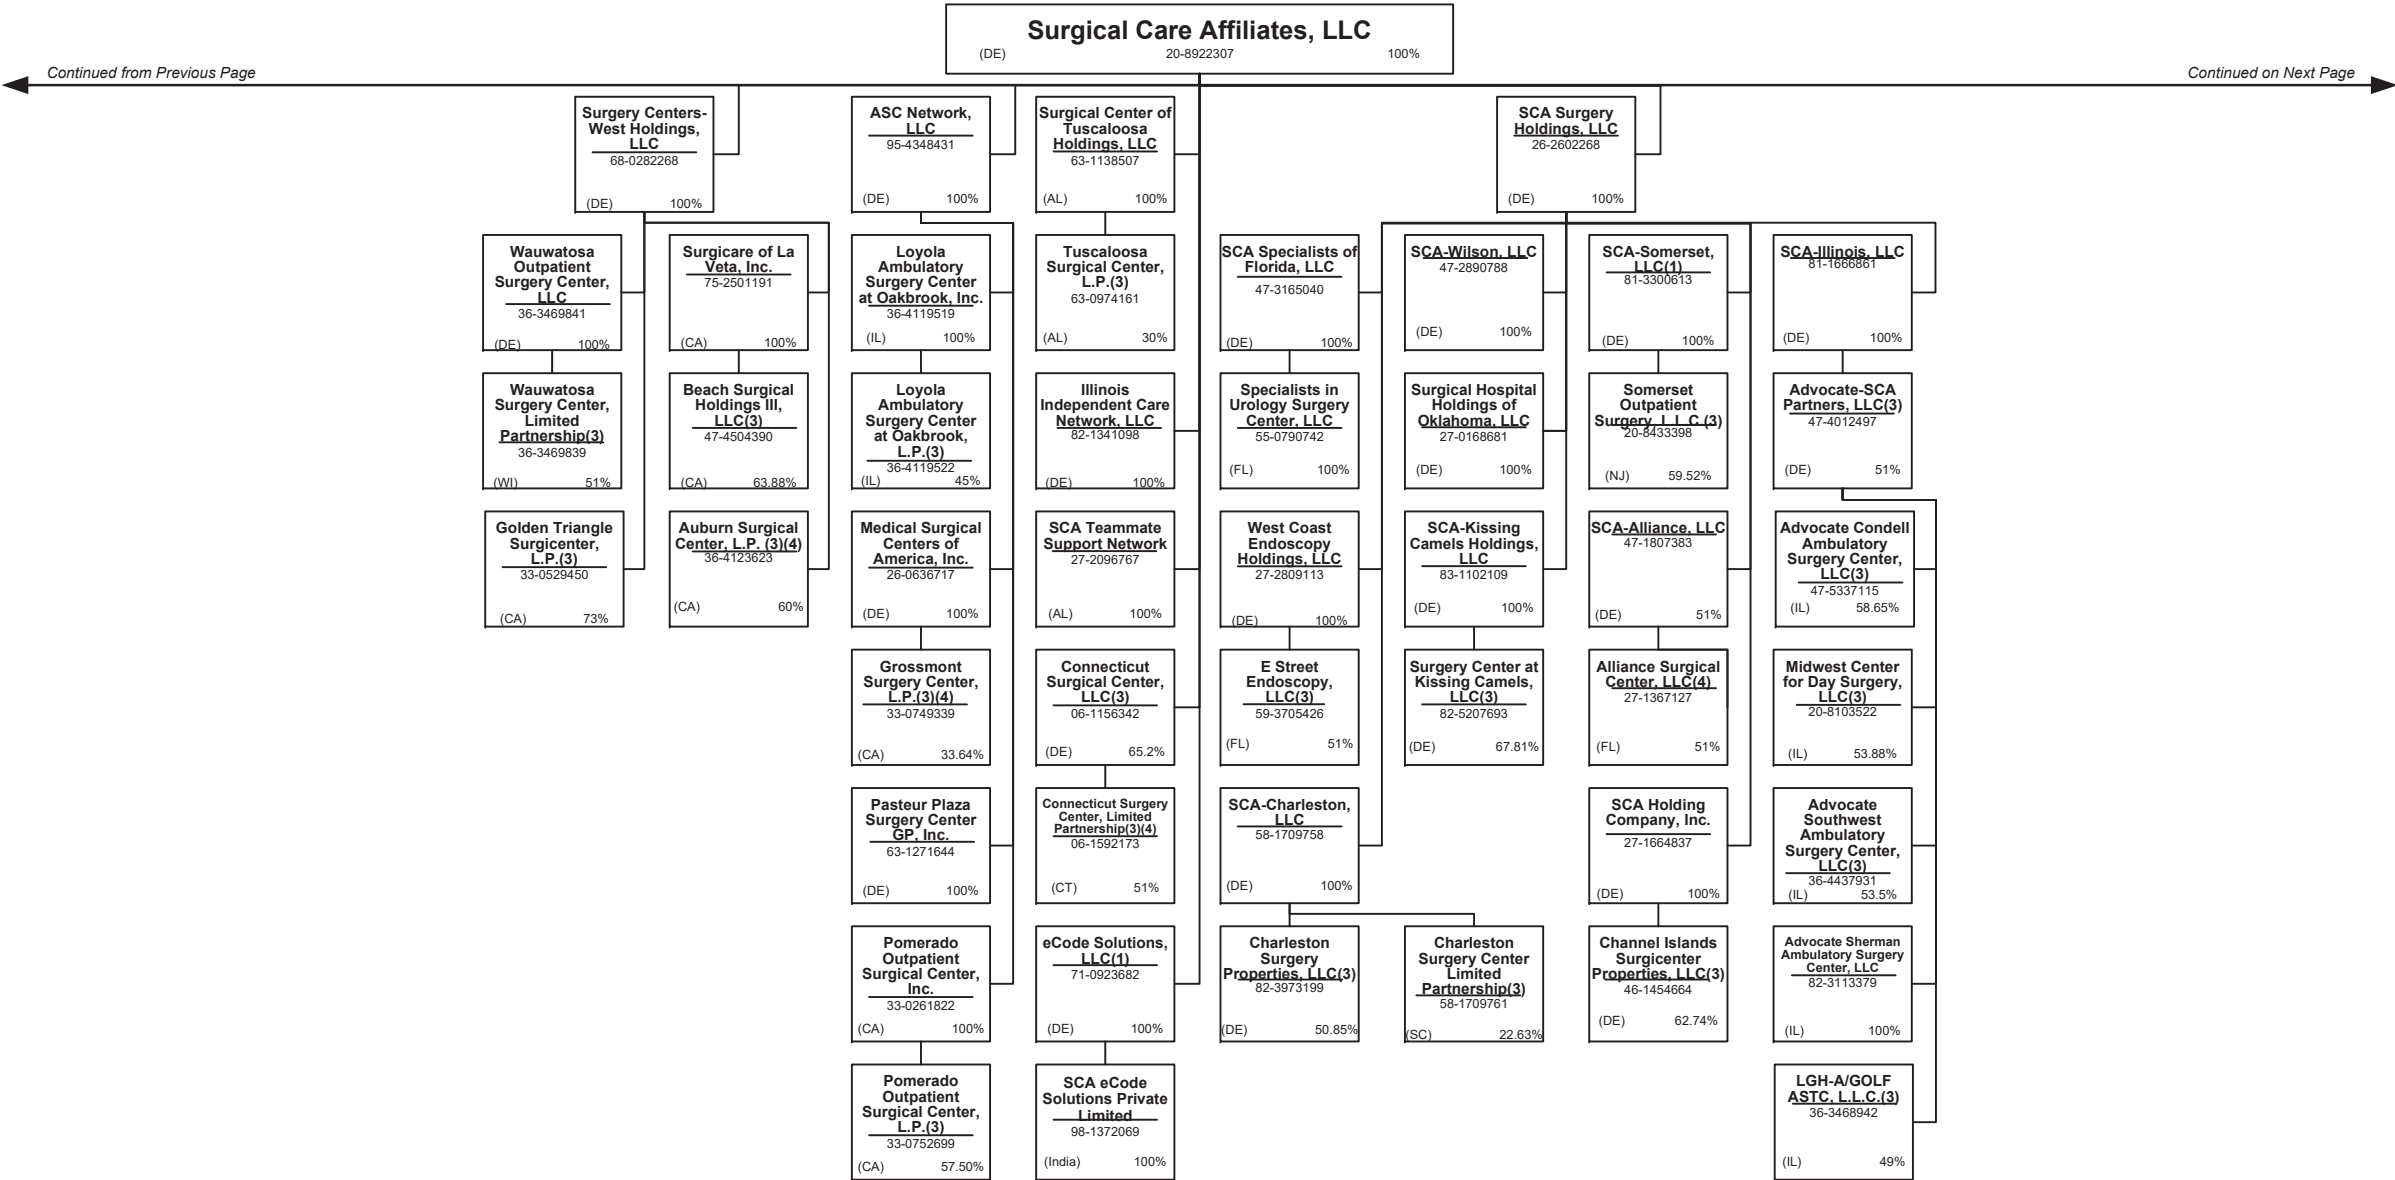 Surgical Care Affiliates, LLC
(DE) 20-8922307 100%
Continued from Previous Page
Continued on Next Page
Surgery Centers-
West Holdings,
LLC
68-0282268
(DE) 100%
ASC Network,
LLC
95-4348431
(DE) 100%
Surgical Center of
Tuscaloosa
Holdings, LLC
63-1138507
(AL) 100%
SCA Surgery
Holdings, LLC
26-2602268
(DE) 100%
Wauwatosa
Outpatient
Surgery Center,
LLC
36-3469841
(DE) 100%
Surgicare of La
Veta, Inc.
75-2501191
(CA) 100%
Loyola
Ambulatory
Surgery Center
at Oakbrook, Inc.
36-4119519
(IL) 100%
Tuscaloosa
Surgical Center,
L.P.(3)
63-0974161
(AL) 30%
SCA Specialists of
Florida, LLC
47-3165040
(DE) 100%
SCA-Wilson, LLC
47-2890788
(DE) 100%
SCA-Somerset,
LLC(1)
81-3300613
(DE) 100%
SCA-Illinois, LLC
81-1666861
(DE) 100%
Wauwatosa
Surgery Center,
Limited
Partnership(3)
36-3469839
(WI) 51%
Beach Surgical
Holdings III,
LLC(3)
47-4504390
(CA) 63.88%
Loyola
Ambulatory
Surgery Center
at Oakbrook,
L.P.(3)
36-4119522
(IL) 45%
Illinois
Independent Care
Network, LLC
82-1341098
(DE) 100%
Specialists in
Urology Surgery
Center, LLC
55-0790742
(FL) 100%
Surgical Hospital
Holdings of
Oklahoma, LLC
27-0168681
(DE) 100%
Somerset
Outpatient
Surgery, L.L.C.(3)
20-8433398
(NJ) 59.52%
Advocate-SCA
Partners, LLC(3)
47-4012497
(DE) 51%
Golden Triangle
Surgicenter,
L.P.(3)
33-0529450
(CA) 73%
Auburn Surgical
Center, L.P. (3)(4)
36-4123623
(CA) 60%
Medical Surgical
Centers of
America, Inc.
26-0636717
(DE) 100%
SCA Teammate
Support Network
27-2096767
(AL) 100%
West Coast
Endoscopy
Holdings, LLC
27-2809113
(DE) 100%
SCA-Kissing
Camels Holdings,
LLC
83-1102109
(DE) 100%
SCA-Alliance, LLC
47-1807383
(DE) 51%
Advocate Condell
Ambulatory
Surgery Center,
LLC(3)
47-5337115
(IL) 58.65%
Grossmont
Surgery Center,
L.P.(3)(4)
33-0749339
(CA) 33.64%
Connecticut
Surgical Center,
LLC(3)
06-1156342
(DE) 65.2%
E Street
Endoscopy,
LLC(3)
59-3705426
(FL) 51%
Surgery Center at
Kissing Camels,
LLC(3)
82-5207693
(DE) 67.81%
Alliance Surgical
Center, LLC(4)
27-1367127
(FL) 51%
Midwest Center
for Day Surgery,
LLC(3)
20-8103522
(IL) 53.88%
Pasteur Plaza
Surgery Center
GP, Inc.
63-1271644
(DE) 100%
Connecticut Surgery
Center, Limited
Partnership(3)(4)
06-1592173
(CT) 51%
SCA-Charleston,
LLC
58-1709758
(DE) 100%
SCA Holding
Company, Inc.
27-1664837
(DE) 100%
Advocate
Southwest
Ambulatory
Surgery Center,
LLC(3)
36-4437931
(IL) 53.5%
Pomerado
Outpatient
Surgical Center,
Inc.
33-0261822
(CA) 100%
eCode Solutions,
LLC(1)
71-0923682
(DE) 100%
Charleston
Surgery
Properties, LLC(3)
82-3973199
(DE) 50.85%
Charleston
Surgery Center
Limited
Partnership(3)
58-1709761
(SC) 22.63%
Channel Islands
Surgicenter
Properties, LLC(3)
46-1454664
(DE) 62.74%
Advocate Sherman
Ambulatory Surgery
Center, LLC
82-3113379
(IL) 100%
Pomerado
Outpatient
Surgical Center,
L.P.(3)
33-0752699
(CA) 57.50%
SCA eCode
Solutions Private
Limited
98-1372069
(India) 100%
LGH-A/GOLF
ASTC, L.L.C.(3)
36-3468942
(IL) 49%